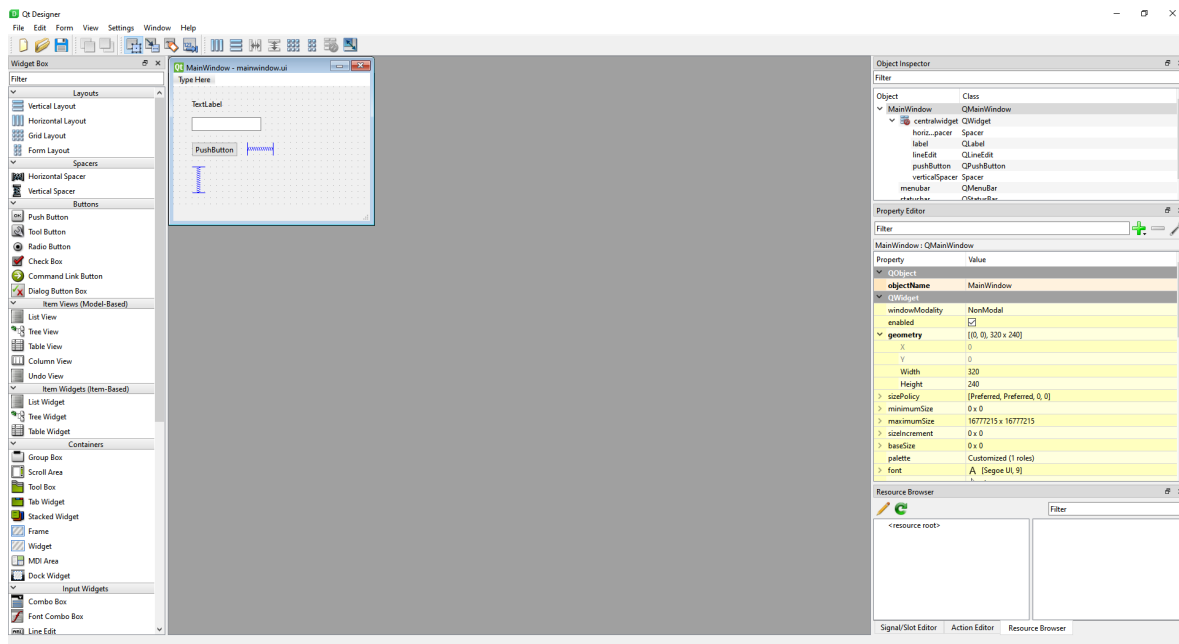 Qt Designer
File Edit Form View Settings Window Help
Widget Box
Filter
Layouts
Vertical Layout
Horizontal Layout
Grid Layout
Form Layout
Spacers
Horizontal Spacer
Vertical Spacer
Buttons
Push Button
Tool Button
Radio Button
Check Box
Command Link Button
Dialog Button Box
Item Views (Model-Based)
List View
Tree View
Table View
Column View
Undo View
Item Widgets (Item-Based)
List Widget
Tree Widget
Table Widget
Containers
Group Box
Scroll Area
Tool Box
Tab Widget
Stacked Widget
Frame
Widget
MDI Area
Dock Widget
Input Widgets
Combo Box
Font Combo Box
Line Edit
MainWindow - mainwindow.ui
Type Here
TextLabel
PushButton
Object Inspector
Filter
Object Class
MainWindow QMainWindow
centralwidget QWidget
horiz...pacer Spacer
label QLabel
lineEdit QLineEdit
pushButton QPushButton
verticalSpacer Spacer
menubar QMenuBar
statusbar QStatusBar
Property Editor
Filter
MainWindow : QMainWindow
Property Value
QObject
objectName MainWindow
QWidget
windowModality NonModal
enabled
geometry [(0, 0), 320 x 240]
X 0
Y 0
Width 320
Height 240
sizePolicy [Preferred, Preferred, 0, 0]
minimumSize 0 x 0
maximumSize 16777215 x 16777215
sizeIncrement 0 x 0
baseSize 0 x 0
palette Customized (1 roles)
font A [Segoe UI, 9]
Resource Browser
Filter
<resource root>
Signal/Slot Editor Action Editor Resource Browser